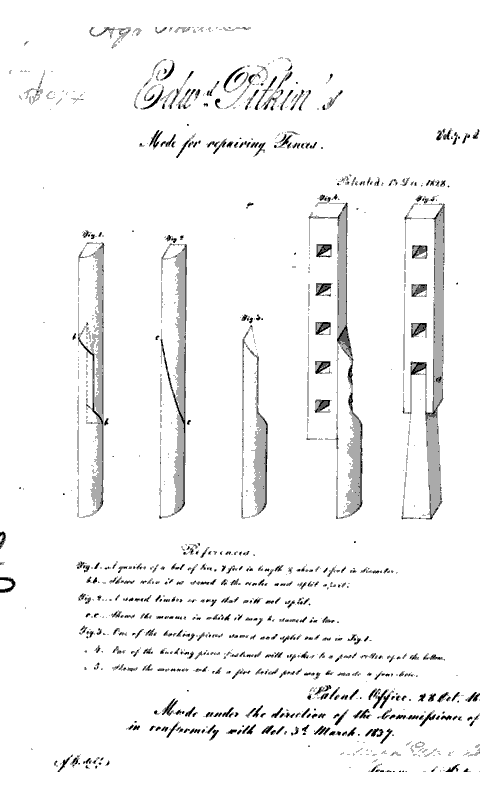 Edwd. Pitkin's
Mode for repairing Fences.
Patented. 13 Dec. 1828.
Fig. 1.
Fig. 2
Fig. 3.
Fig. 4.
Fig. 5.
b
c
a
b
c
References.
Fig. 1. A quarter of a but of tree, 7 feet in length & about 1 foot in diameter.
b.b. Shows where it is sawed to the center and split apart.
Fig. 2. A sawed timber or any that will not split.
c.c. Shows the manner in which it may be sawed in two.
Fig. 3. One of the backing-pieces sawed and split out as in Fig. 1.
" 4. One of the backing pieces fastened with spikes to a post rotten off at the bottom.
" 5. Shows the manner which a five holed post may be made a four-hole.
Patent. Office. 28 Oct. 18
Made under the direction of the Commissioner of
in conformity with Act. 3d March. 1837.